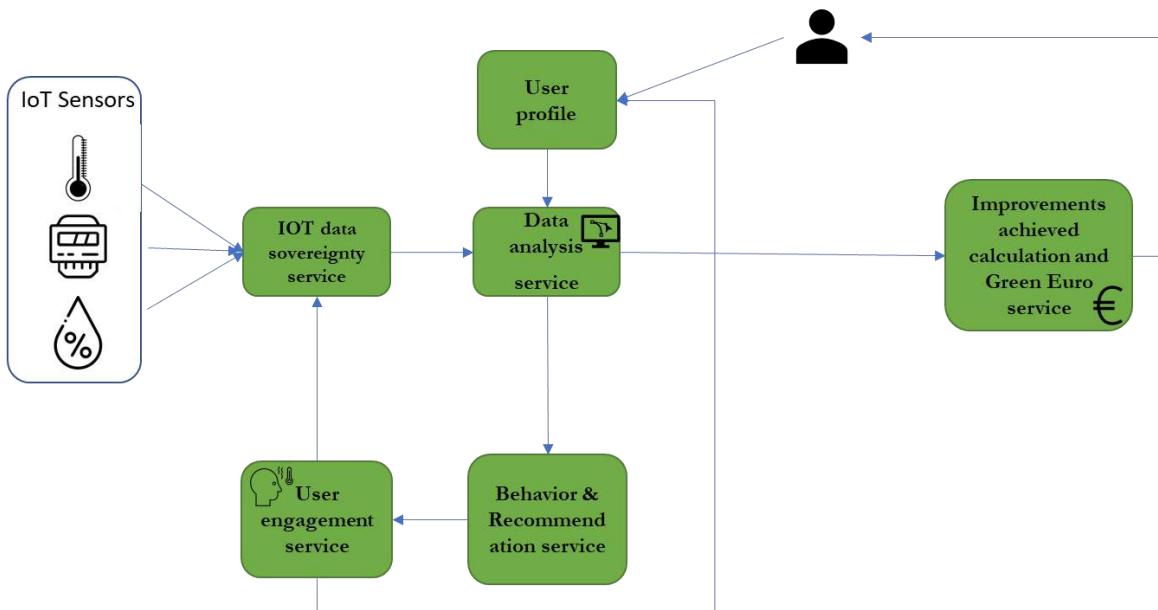 IoT Sensors
%
User
profile
IOT data
sovereignty
service
Data
analysis
service
Improvements
achieved
calculation and
Green Euro
service
€
User
engagement
service
Behavior &
Recommend
ation service